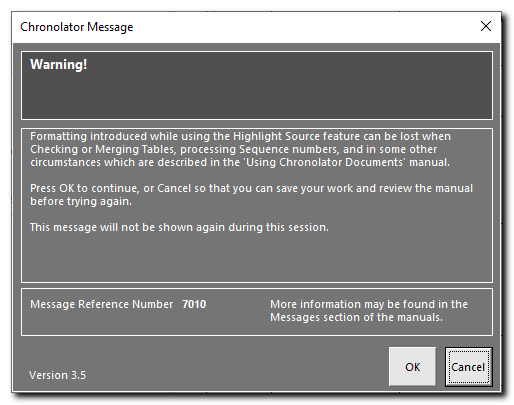 Chronolator Message
Warning!
Formatting introduced while using the Highlight Source feature can be lost when
Checking or Merging Tables, processing Sequence numbers, and in some other
circumstances which are described in the 'Using Chronolator Documents' manual.
Press OK to continue, or Cancel so that you can save your work and review the manual
before trying again.
This message will not be shown again during this session.
Message Reference Number 7010
More information may be found in the
Messages section of the manuals.
Version 3.5
OK
Cancel